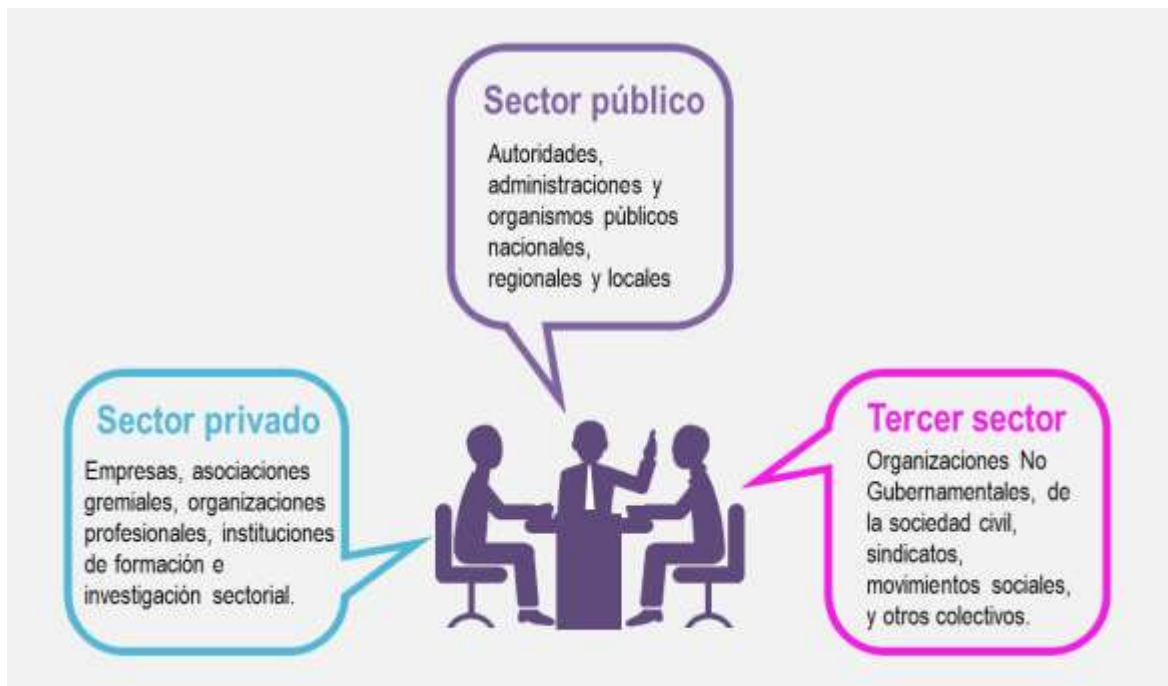 Sector público
Autoridades,
administraciones y
organismos públicos
nacionales,
regionales y locales
Sector privado
Empresas, asociaciones
gremiales, organizaciones
profesionales, instituciones
de formación e
investigación sectorial.
Tercer sector
Organizaciones No
Gubernamentales, de
la sociedad civil,
sindicatos,
movimientos sociales,
y otros colectivos.